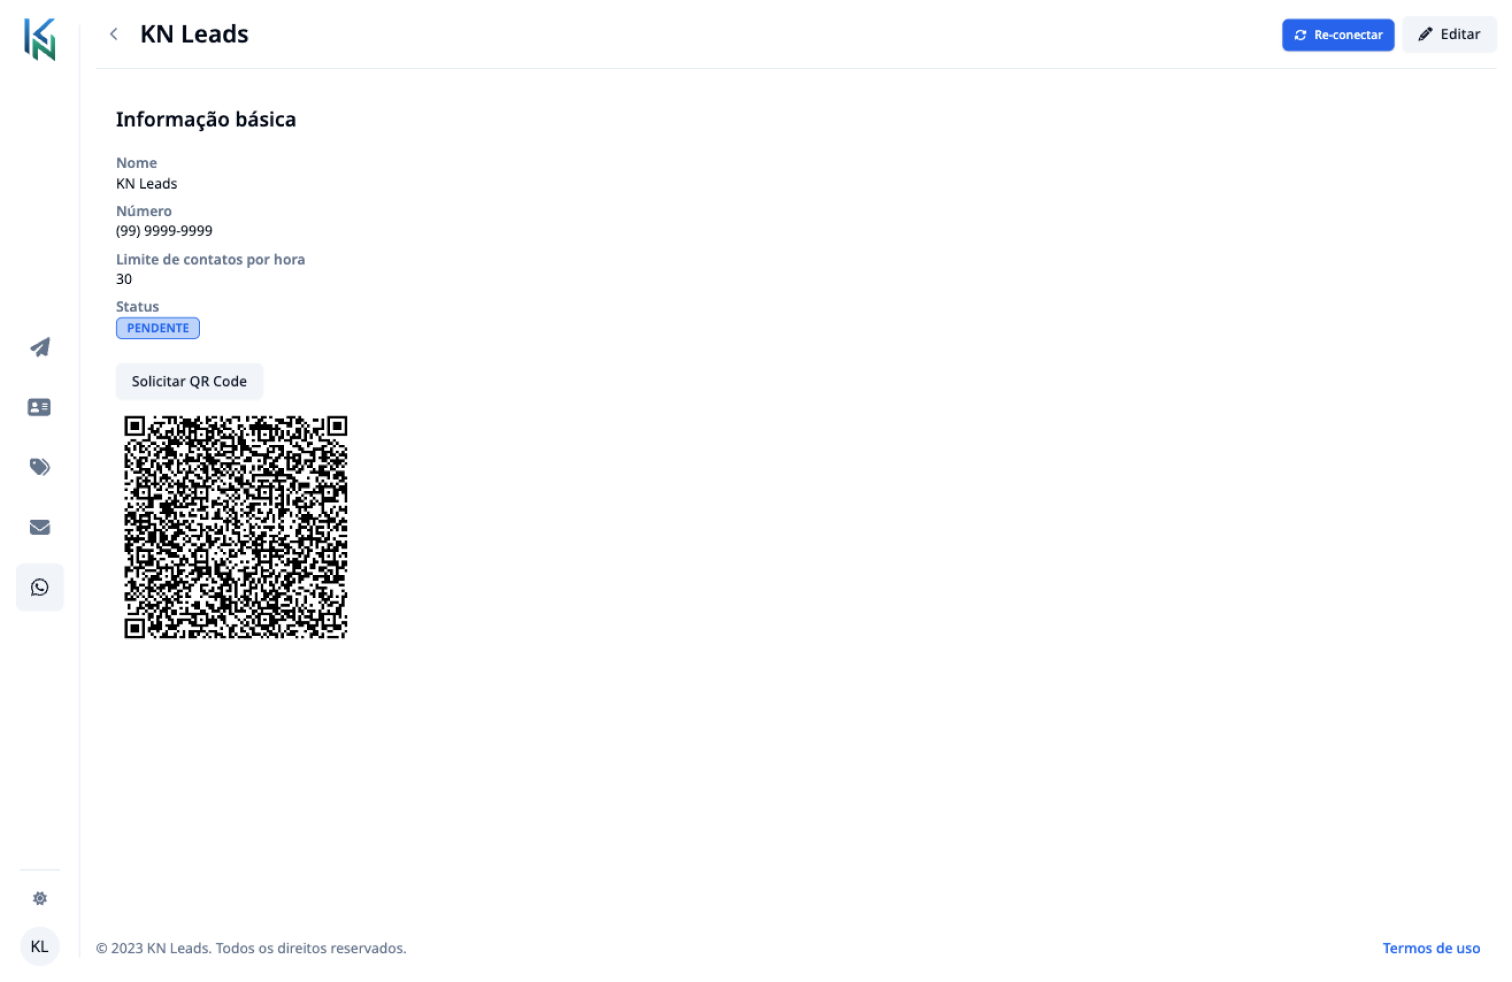 KN Leads
Re-conectar
Editar
Informação básica
Nome
KN Leads
Número
(99) 9999-9999
Limite de contatos por hora
30
Status
PENDENTE
Solicitar QR Code
KL
© 2023 KN Leads. Todos os direitos reservados.
Termos de uso